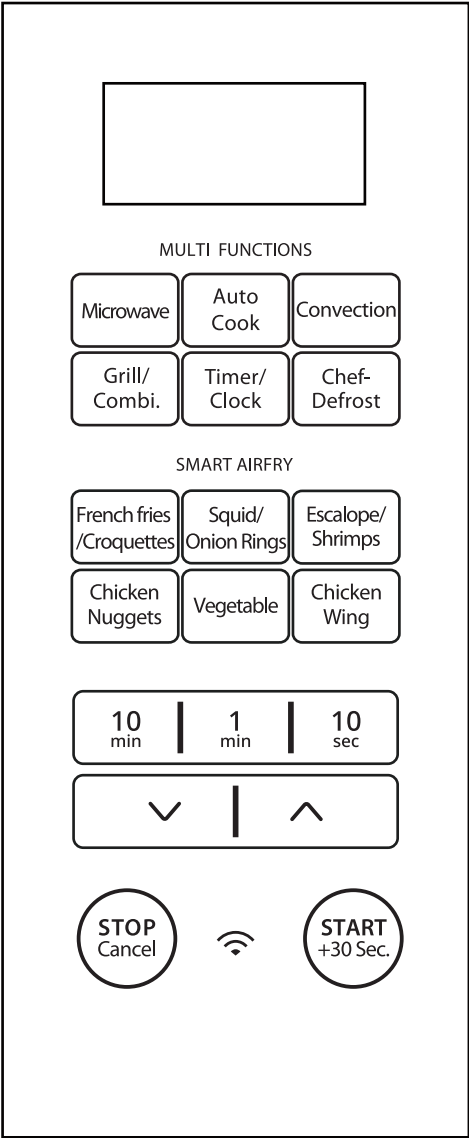 MULTI FUNCTIONS
Microwave
Auto
Cook
Convection
Grill/
Combi.
Timer/
Clock
Chef-
Defrost
SMART AIRFRY
French fries
/Croquettes
Squid/
Onion Rings
Escalope/
Shrimps
Chicken
Nuggets
Vegetable
Chicken
Wing
10
min
1
min
10
sec
STOP
Cancel
START
+30 Sec.